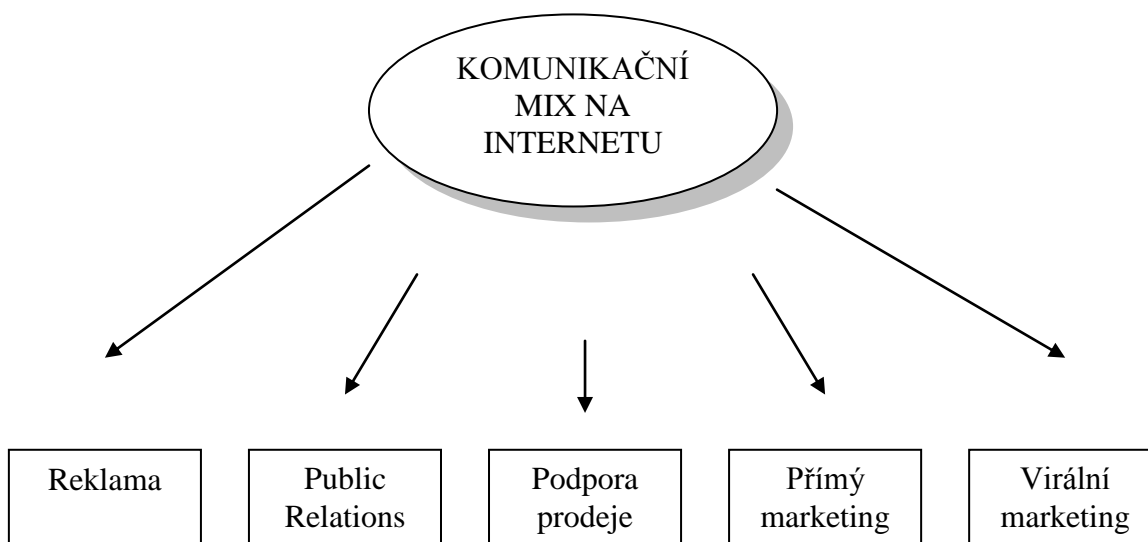 KOMUNIKAČNÍ
MIX NA
INTERNETU
Reklama
Public
Relations
Podpora
prodeje
Přímý
marketing
Virální
marketing